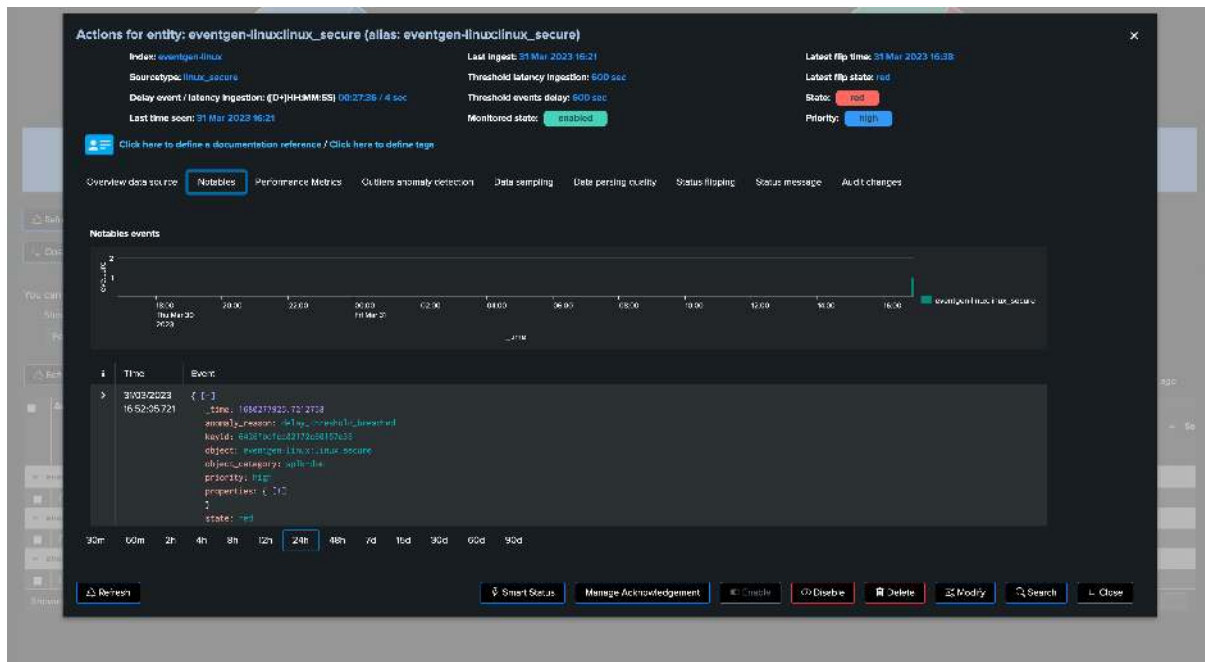 Actions for entity: eventgen-linux:linux_secure (alias: eventgen-linux:linux_secure)
Index: eventgen-linux
Last ingest: 31 Mar 2023 16:21
Latest flip time: 31 Mar 2023 16:38
Sourcetype: linux_secure
Threshold latency ingestion: 600 sec
Latest flip state: red
Delay event / latency ingestion: ([D+]HH:MM:SS) 00:27:36 / 4 sec
Threshold events delay: 600 sec
State: red
Last time seen: 31 Mar 2023 16:21
Monitored state: enabled
Priority: high
Click here to define a documentation reference / Click here to define tags
Overview data source Notables Performance Metrics Outliers anomaly detection Data sampling Data parsing quality Status flipping Status message Audit changes
Notables events
2
1
18:00 20:00 22:00 00:00 02:00 04:00 06:00 08:00 10:00 12:00 14:00 16:00
Thu Mar 30 Fri Mar 31
2023
_time
eventgen-linux:linux_secure
i Time Event
> 31/03/2023 { [-]
16:52:05.721 _time:
anomaly_reason: delay_threshold_breached
keyid:
object: eventgen-linux:linux_secure
object_category: splk-dsm
priority: high
properties: { [+]
}
state: red
30m 60m 2h 4h 8h 12h 24h 48h 7d 15d 30d 60d 90d
Refresh Smart Status Manage Acknowledgement Enable Disable Delete Modify Search Close